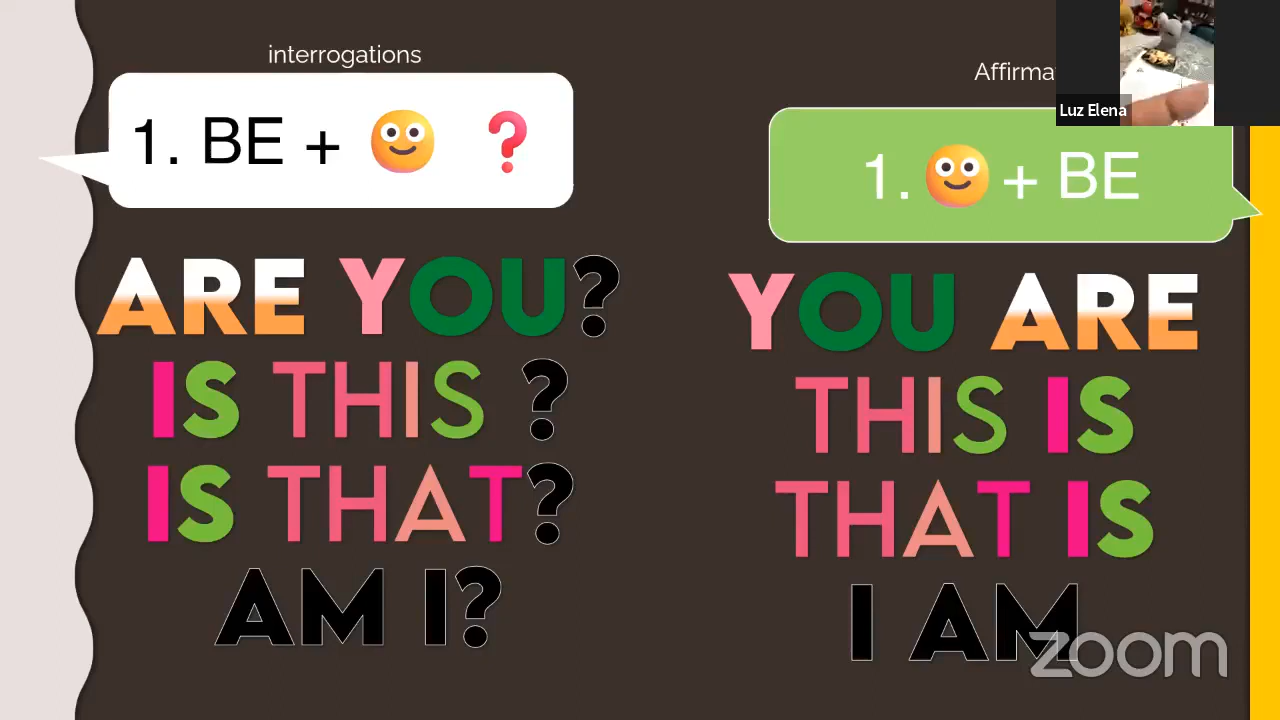 interrogations
1. BE + ?
ARE YOU?
IS THIS ?
IS THAT?
AM I?
Affirma
1. + BE
YOU ARE
THIS IS
THAT IS
I AM
Luz Elena
zoom